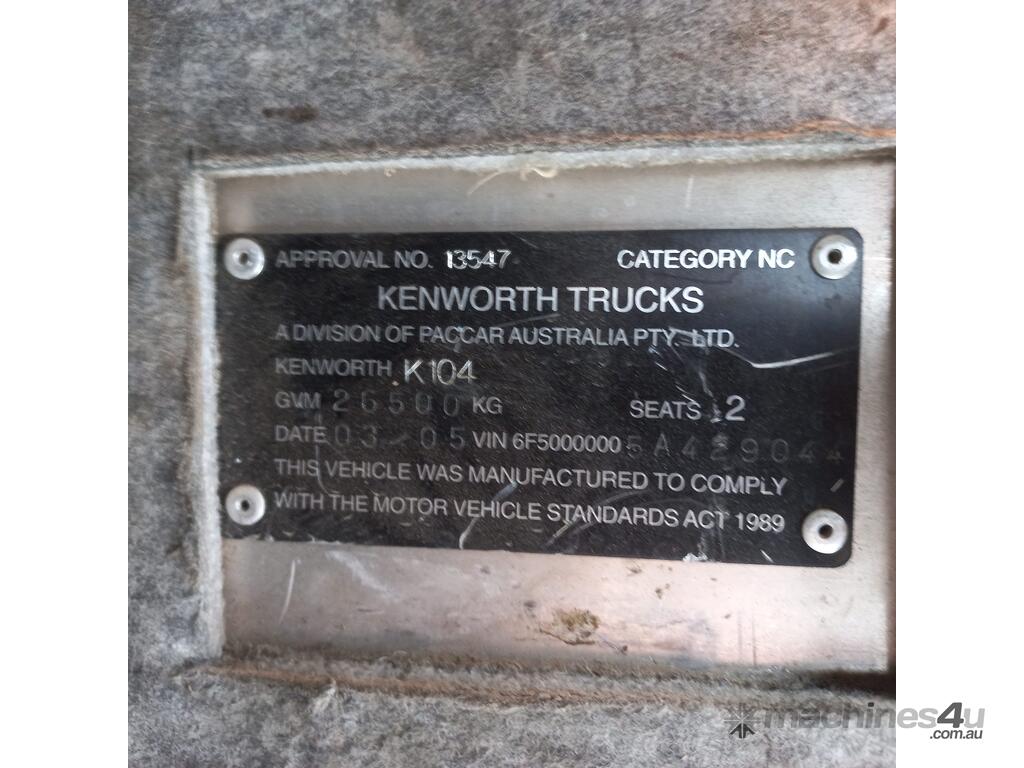 APPROVAL NO. 13547 CATEGORY NC
KENWORTH TRUCKS
A DIVISION OF PACCAR AUSTRALIA PTY. LTD.
KENWORTH K104
GVM 26500 KG SEATS 2
DATE 03/05 VIN 6F5000000 5A429044
THIS VEHICLE WAS MANUFACTURED TO COMPLY
WITH THE MOTOR VEHICLE STANDARDS ACT 1989
machines4u
.com.au